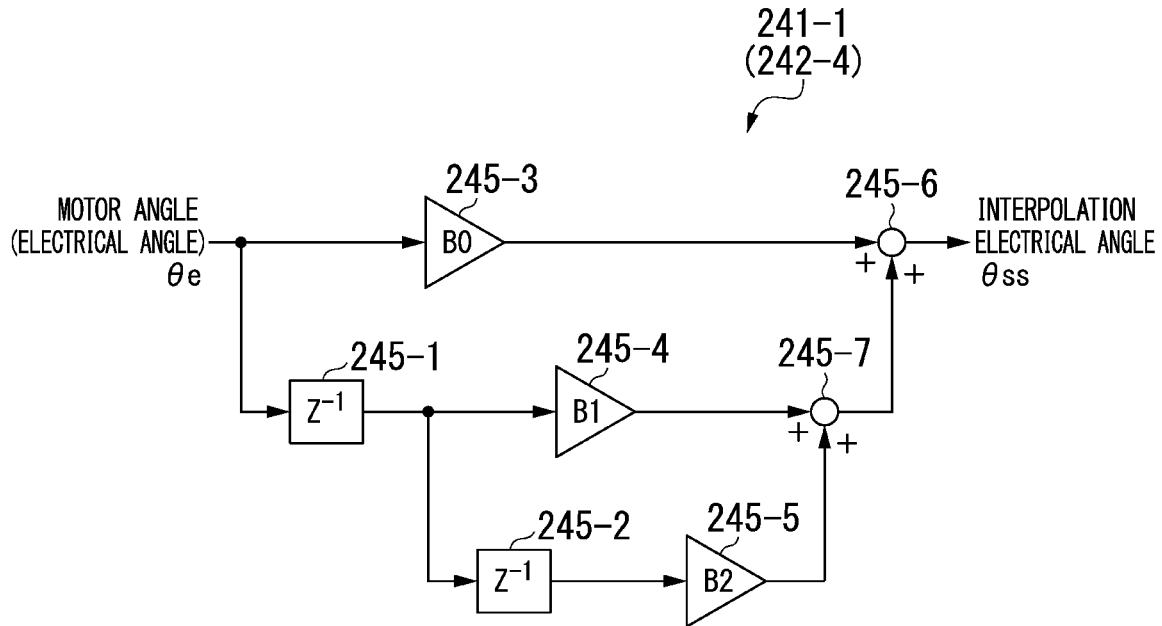 241-1
(242-4)
245-3
245-6
MOTOR ANGLE
(ELECTRICAL ANGLE)
θe
B0
+
+
INTERPOLATION
ELECTRICAL ANGLE
θss
245-1
245-4
245-7
Z⁻¹
B1
+
+
245-2
245-5
Z⁻¹
B2